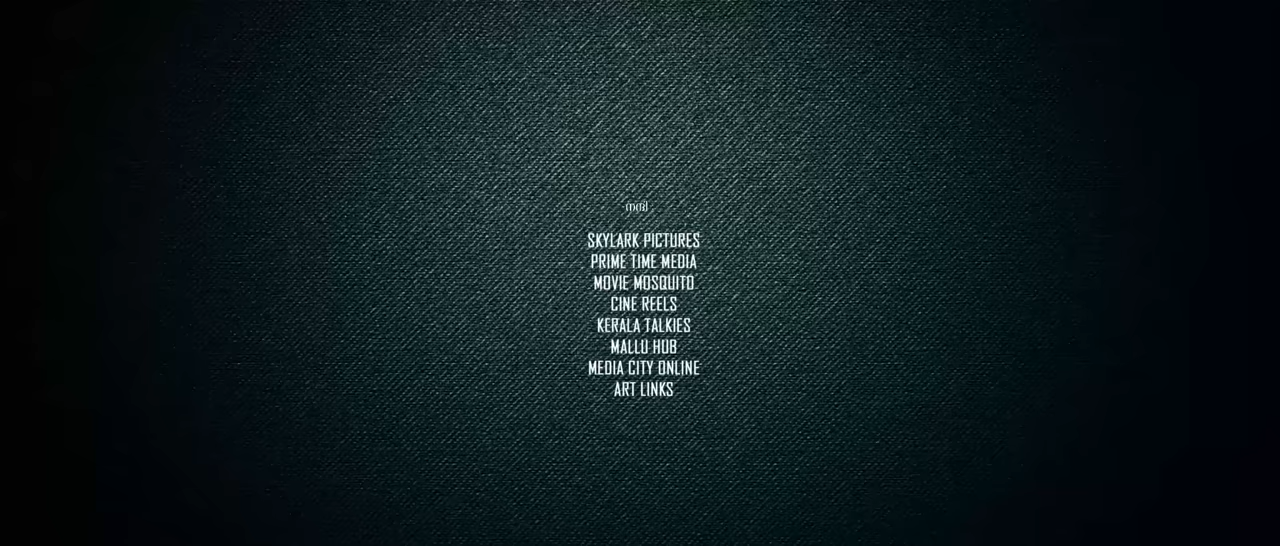 SKYLARK PICTURES
PRIME TIME MEDIA
MOVIE MOSQUITO
CINE REELS
KERALA TALKIES
MALLU HUB
MEDIA CITY ONLINE
ART LINKS